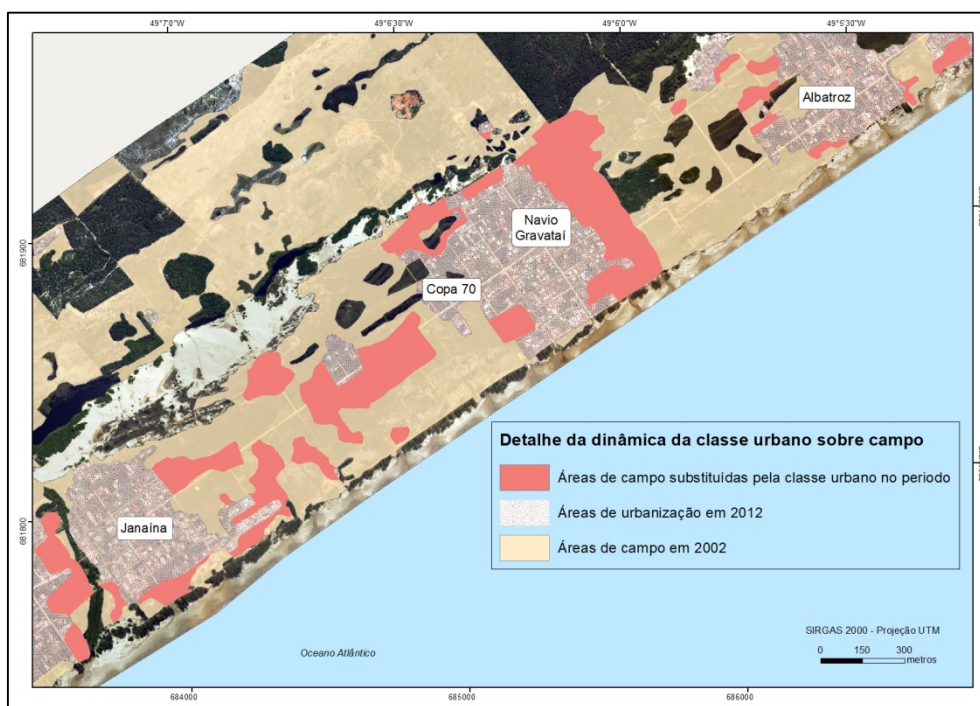 49°7'0"W
49°6'30"W
49°6'0"W
49°5'30"W
Albatroz
Navio
Gravataí
681900
Copa 70
Detalhe da dinâmica da classe urbano sobre campo
Áreas de campo substituídas pela classe urbano no periodo
Áreas de urbanização em 2012
Áreas de campo em 2002
681800
Janaína
SIRGAS 2000 - Projeção UTM
0 150 300
metros
Oceano Atlântico
684000
685000
686000